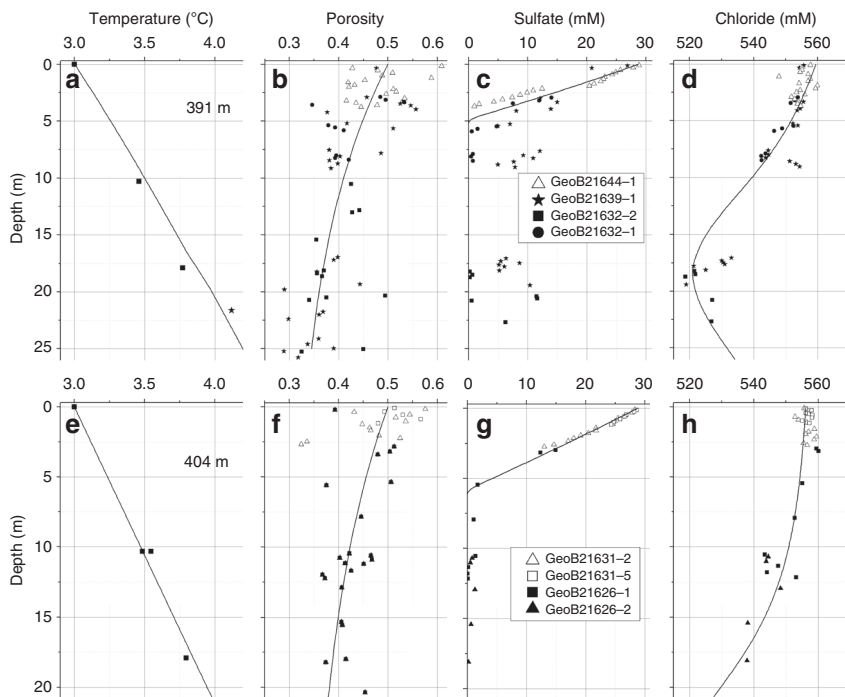 Temperature (°C) Porosity Sulfate (mM) Chloride (mM)
3.0 3.5 4.0 0.3 0.4 0.5 0.6 0 10 20 30 520 540 560
0 a b c d
391 m
5
10
15
20
25
Depth (m)
GeoB21644–1
GeoB21639–1
GeoB21632–2
GeoB21632–1
3.0 3.5 4.0 0.3 0.4 0.5 0.6 0 10 20 30 520 540 560
0 e f g h
404 m
5
10
15
20
Depth (m)
GeoB21631–2
GeoB21631–5
GeoB21626–1
GeoB21626–2